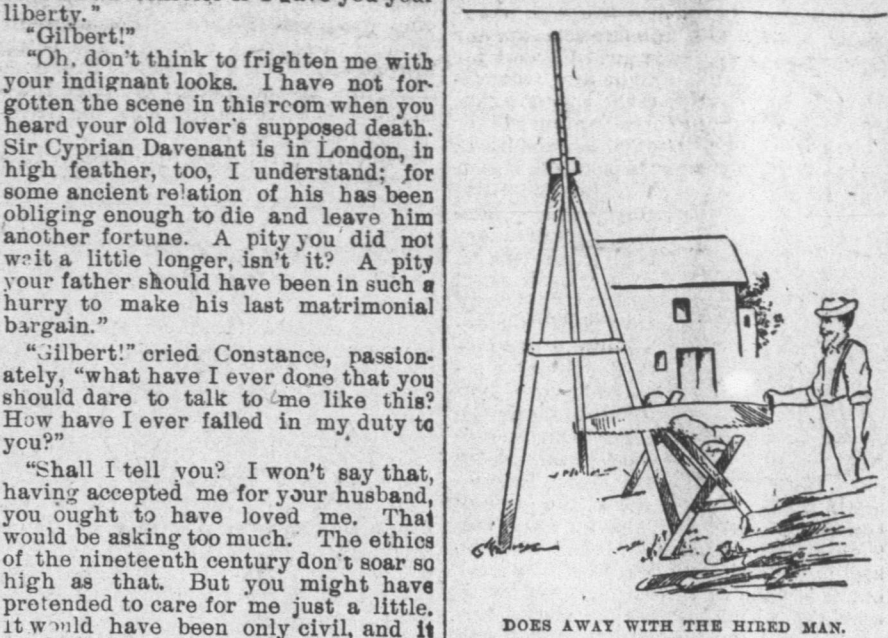 liberty."
"Gilbert!"
"Oh, don't think to frighten me with
your indignant looks. I have not for-
gotten the scene in this room when you
heard your old lover's supposed death.
Sir Cyprian Davenant is in London, in
high feather, too, I understand; for
some ancient relation of his has been
obliging enough to die and leave him
another fortune. A pity you did not
wait a little longer, isn't it? A pity
your father should have been in such a
hurry to make his last matrimonial
bargain."
"Gilbert!" cried Constance, passion-
ately, "what have I ever done that you
should dare to talk to me like this?
How have I ever failed in my duty to
you?"
"Shall I tell you? I won't say that,
having accepted me for your husband,
you ought to have loved me. That
would be asking too much. The ethics
of the nineteenth century don't soar so
high as that. But you might have
pretended to care for me just a little.
It would have been only civil, and it
DOES AWAY WITH THE HIRED MAN.